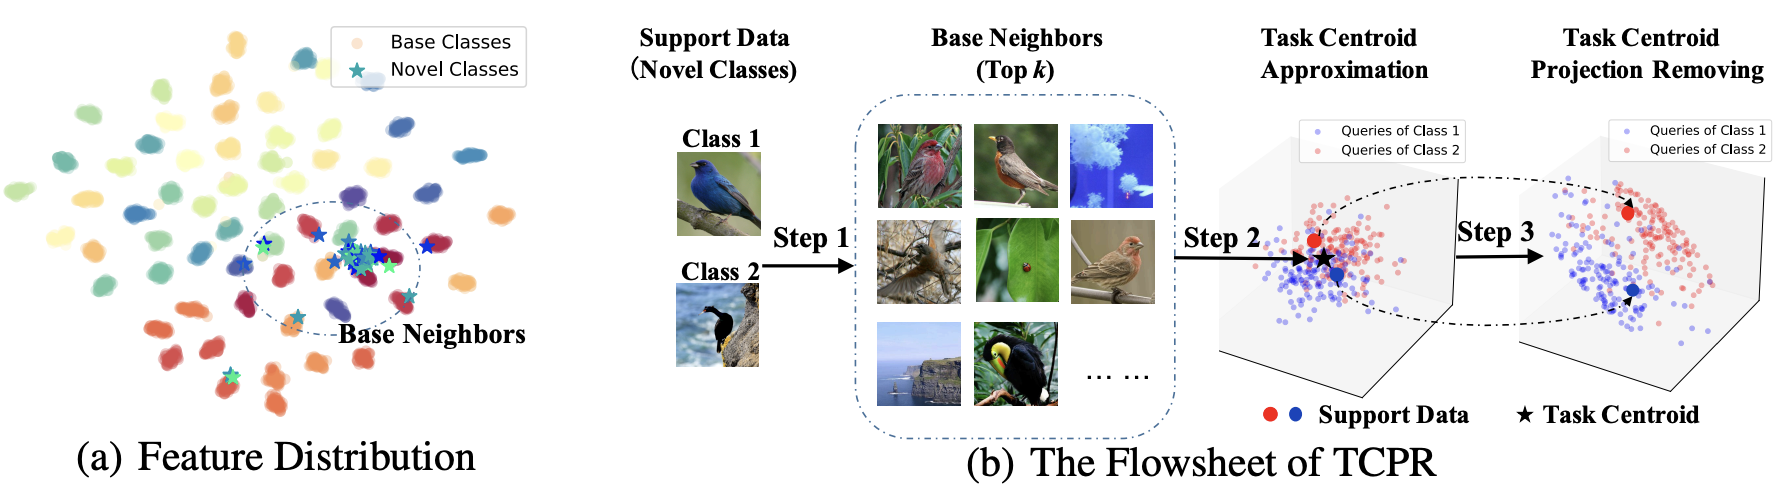 Base Classes
Novel Classes
Base Neighbors
(a) Feature Distribution
Support Data
(Novel Classes)
Class 1
Class 2
Step 1
Base Neighbors
(Top k)
... ...
Step 2
Task Centroid
Approximation
Queries of Class 1
Queries of Class 2
Step 3
Task Centroid
Projection Removing
Queries of Class 1
Queries of Class 2
Support Data
Task Centroid
(b) The Flowsheet of TCPR